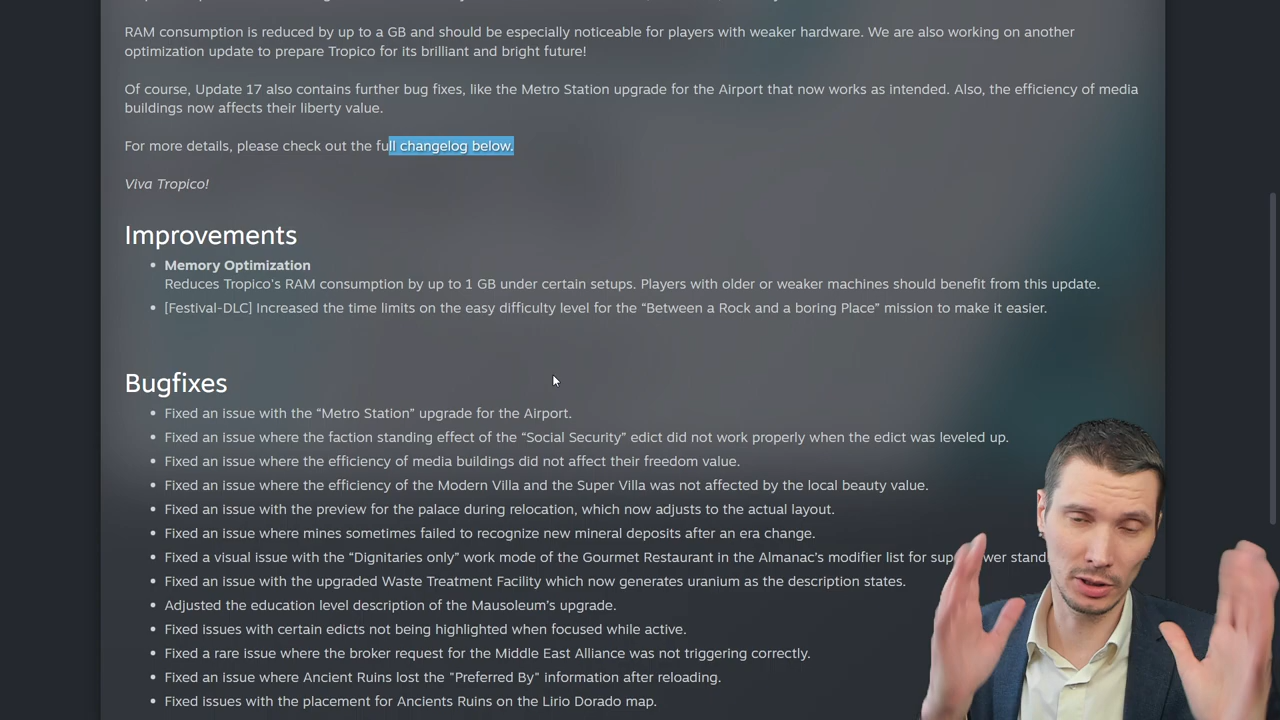 RAM consumption is reduced by up to a GB and should be especially noticeable for players with weaker hardware. We are also working on another
optimization update to prepare Tropico for its brilliant and bright future!
Of course, Update 17 also contains further bug fixes, like the Metro Station upgrade for the Airport that now works as intended. Also, the efficiency of media
buildings now affects their liberty value.
For more details, please check out the full changelog below.
Viva Tropico!
Improvements
• Memory Optimization
Reduces Tropico's RAM consumption by up to 1 GB under certain setups. Players with older or weaker machines should benefit from this update.
• [Festival-DLC] Increased the time limits on the easy difficulty level for the “Between a Rock and a boring Place” mission to make it easier.
Bugfixes
• Fixed an issue with the “Metro Station” upgrade for the Airport.
• Fixed an issue where the faction standing effect of the “Social Security” edict did not work properly when the edict was leveled up.
• Fixed an issue where the efficiency of media buildings did not affect their freedom value.
• Fixed an issue where the efficiency of the Modern Villa and the Super Villa was not affected by the local beauty value.
• Fixed an issue with the preview for the palace during relocation, which now adjusts to the actual layout.
• Fixed an issue where mines sometimes failed to recognize new mineral deposits after an era change.
• Fixed a visual issue with the “Dignitaries only” work mode of the Gourmet Restaurant in the Almanac's modifier list for
• Fixed an issue with the upgraded Waste Treatment Facility which now generates uranium as the description states.
• Adjusted the education level description of the Mausoleum's upgrade.
• Fixed issues with certain edicts not being highlighted when focused while active.
• Fixed a rare issue where the broker request for the Middle East Alliance was not triggering correctly.
• Fixed an issue where Ancient Ruins lost the "Preferred By" information after reloading.
• Fixed issues with the placement for Ancients Ruins on the Lirio Dorado map.